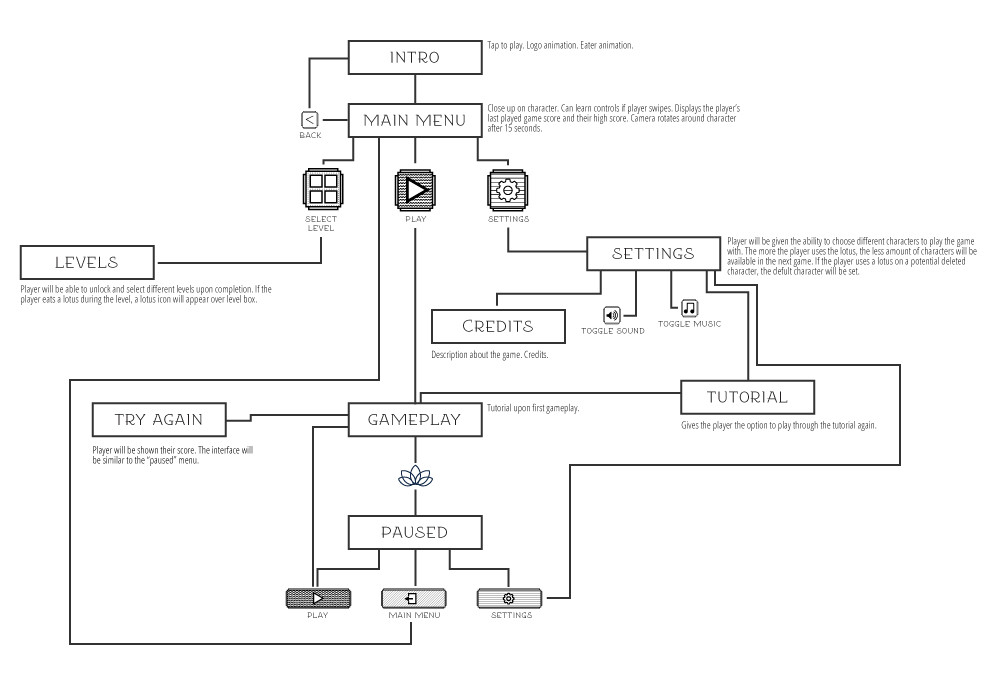 INTRO
Tap to play. Logo animation. Eater animation.
MAIN MENU
Close up on character. Can learn controls if player swipes. Displays the player's
last played game score and their high score. Camera rotates around character
after 15 seconds.
<
BACK
SELECT
LEVEL
PLAY
SETTINGS
LEVELS
Player will be able to unlock and select different levels upon completion. If the
player eats a lotus during the level, a lotus icon will appear over level box.
SETTINGS
Player will be given the ability to choose different characters to play the game
with. The more the player uses the lotus, the less amount of characters will be
available in the next game. If the player uses a lotus on a potential deleted
character, the defult character will be set.
CREDITS
Description about the game. Credits.
TOGGLE SOUND
TOGGLE MUSIC
TRY AGAIN
Player will be shown their score. The interface will
be similar to the "paused" menu.
GAMEPLAY
Tutorial upon first gameplay.
TUTORIAL
Gives the player the option to play through the tutorial again.
PAUSED
PLAY
MAIN MENU
SETTINGS